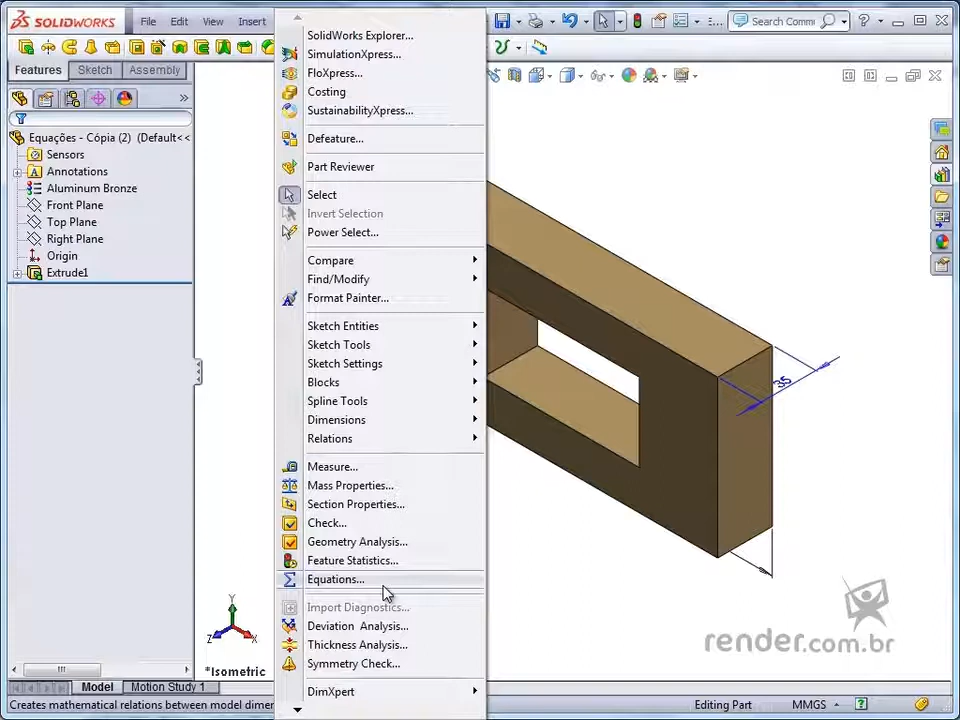 SOLIDWORKS
File Edit View Insert
Search Comm
Features Sketch Assembly
Equações - Cópia (2) (Default<<
Sensors
Annotations
Aluminum Bronze
Front Plane
Top Plane
Right Plane
Origin
Extrude1
SolidWorks Explorer...
SimulationXpress...
FloXpress...
Costing
SustainabilityXpress...
Defeature...
Part Reviewer
Select
Invert Selection
Power Select...
Compare
Find/Modify
Format Painter...
Sketch Entities
Sketch Tools
Sketch Settings
Blocks
Spline Tools
Dimensions
Relations
Measure...
Mass Properties...
Section Properties...
Check...
Geometry Analysis...
Feature Statistics...
Equations...
Import Diagnostics...
Deviation Analysis...
Thickness Analysis...
Symmetry Check...
DimXpert
35
Y
Z
X
*Isometric
render.com.br
Model Motion Study 1
Creates mathematical relations between model dimen
Editing Part
MMGS